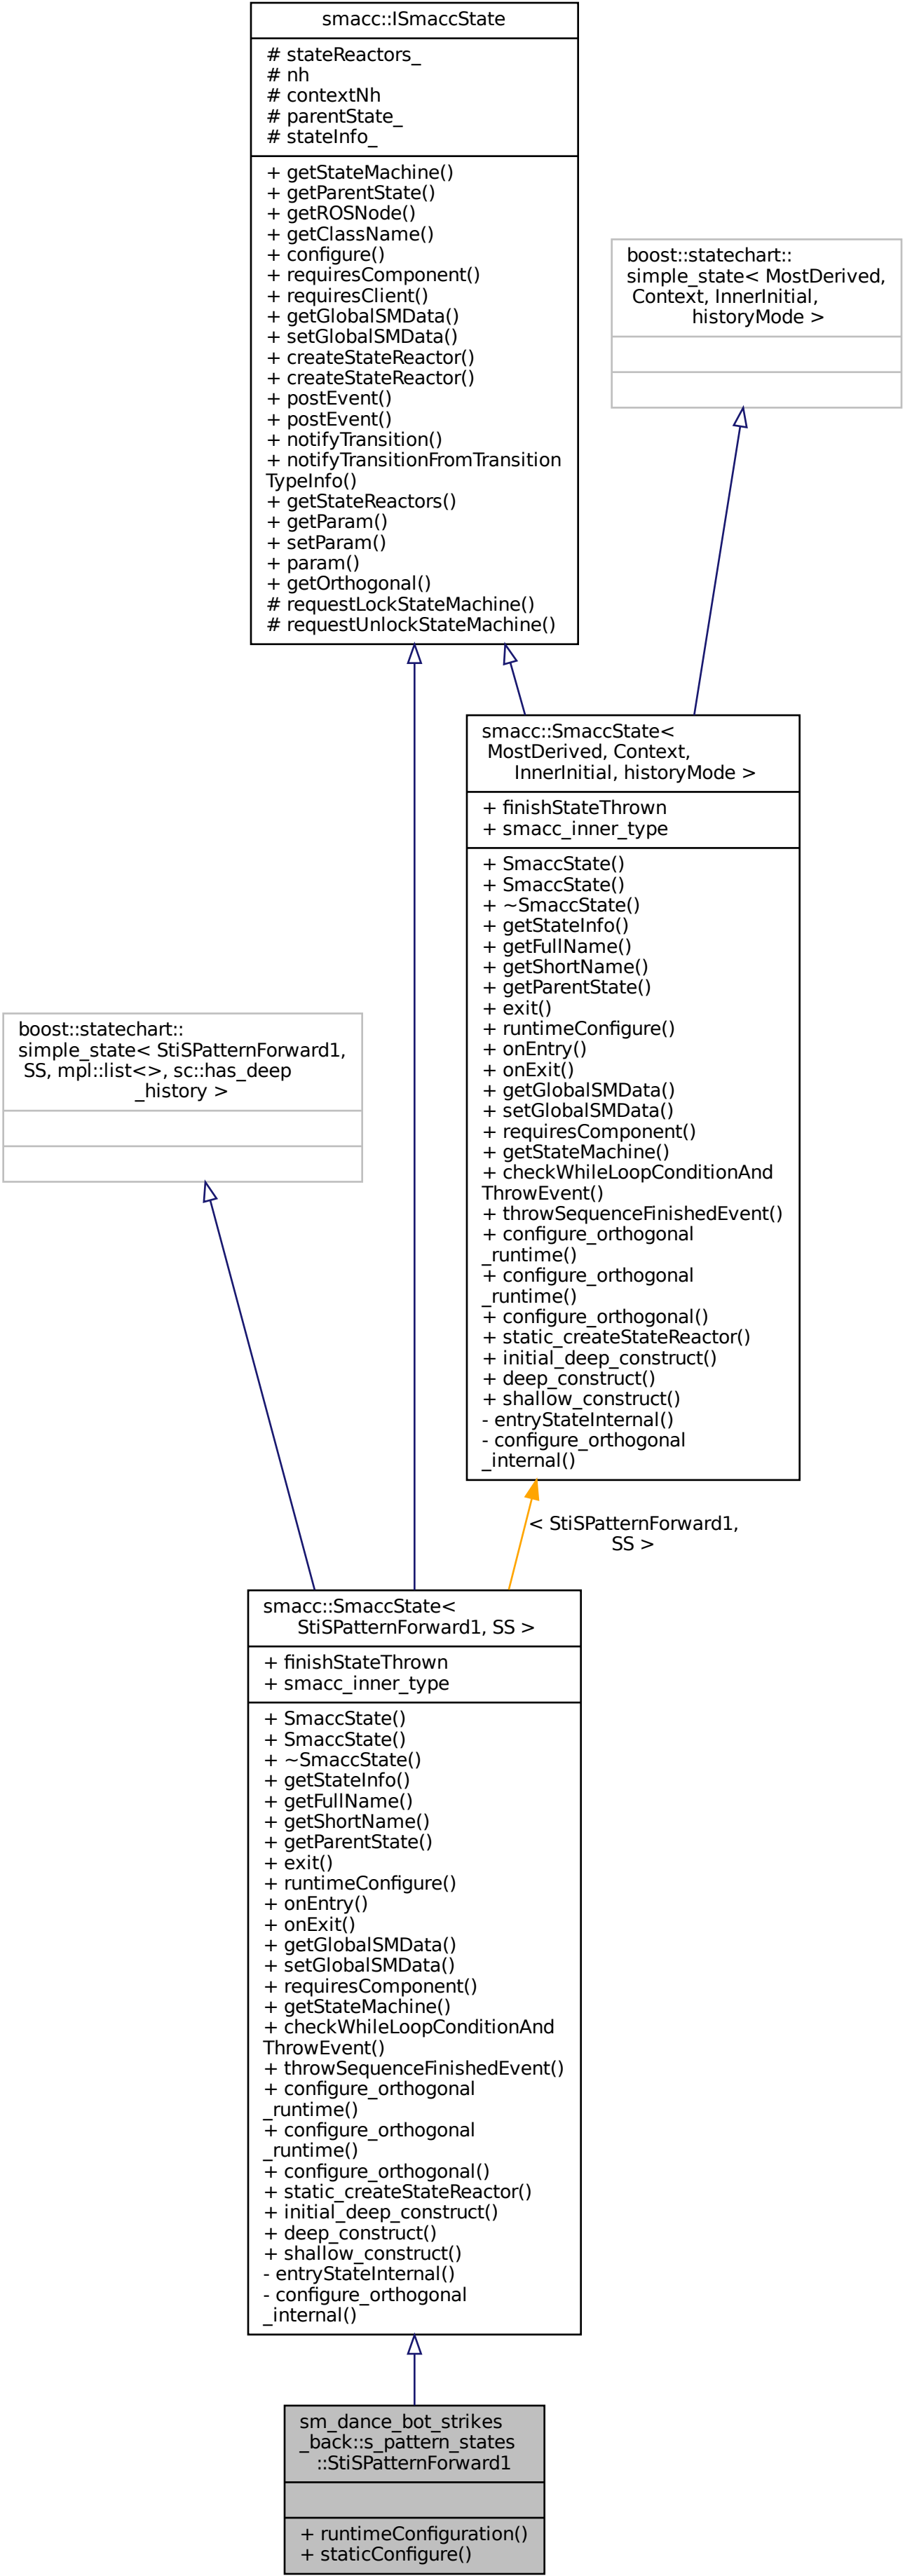 smacc::ISmaccState
# stateReactors_
# nh
# contextNh
# parentState_
# stateInfo_
+ getStateMachine()
+ getParentState()
+ getROSNode()
+ getClassName()
+ configure()
+ requiresComponent()
+ requiresClient()
+ getGlobalSMData()
+ setGlobalSMData()
+ createStateReactor()
+ createStateReactor()
+ postEvent()
+ postEvent()
+ notifyTransition()
+ notifyTransitionFromTransition
TypeInfo()
+ getStateReactors()
+ getParam()
+ setParam()
+ param()
+ getOrthogonal()
# requestLockStateMachine()
# requestUnlockStateMachine()
boost::statechart::
simple_state< MostDerived,
Context, InnerInitial,
historyMode >
smacc::SmaccState<
MostDerived, Context,
InnerInitial, historyMode >
+ finishStateThrown
+ smacc_inner_type
+ SmaccState()
+ SmaccState()
+ ~SmaccState()
+ getStateInfo()
+ getFullName()
+ getShortName()
+ getParentState()
+ exit()
+ runtimeConfigure()
+ onEntry()
+ onExit()
+ getGlobalSMData()
+ setGlobalSMData()
+ requiresComponent()
+ getStateMachine()
+ checkWhileLoopConditionAnd
ThrowEvent()
+ throwSequenceFinishedEvent()
+ configure_orthogonal
_runtime()
+ configure_orthogonal
_runtime()
+ configure_orthogonal()
+ static_createStateReactor()
+ initial_deep_construct()
+ deep_construct()
+ shallow_construct()
- entryStateInternal()
- configure_orthogonal
_internal()
boost::statechart::
simple_state< StiSPatternForward1,
SS, mpl::list<>, sc::has_deep
_history >
< StiSPatternForward1,
SS >
smacc::SmaccState<
StiSPatternForward1, SS >
+ finishStateThrown
+ smacc_inner_type
+ SmaccState()
+ SmaccState()
+ ~SmaccState()
+ getStateInfo()
+ getFullName()
+ getShortName()
+ getParentState()
+ exit()
+ runtimeConfigure()
+ onEntry()
+ onExit()
+ getGlobalSMData()
+ setGlobalSMData()
+ requiresComponent()
+ getStateMachine()
+ checkWhileLoopConditionAnd
ThrowEvent()
+ throwSequenceFinishedEvent()
+ configure_orthogonal
_runtime()
+ configure_orthogonal
_runtime()
+ configure_orthogonal()
+ static_createStateReactor()
+ initial_deep_construct()
+ deep_construct()
+ shallow_construct()
- entryStateInternal()
- configure_orthogonal
_internal()
sm_dance_bot_strikes
_back::s_pattern_states
::StiSPatternForward1
+ runtimeConfiguration()
+ staticConfigure()